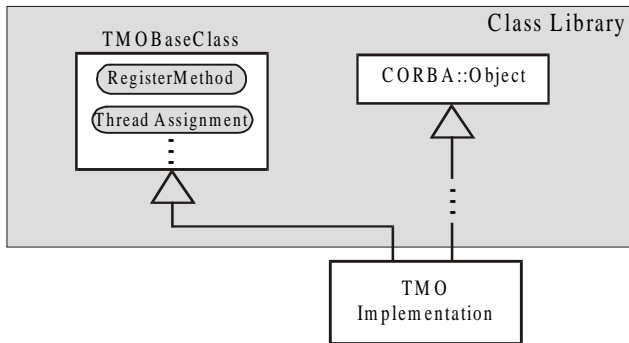 Class Library
TMOBaseClass
RegisterMethod
Thread Assignment
CORBA::Object
TMO
Implementation